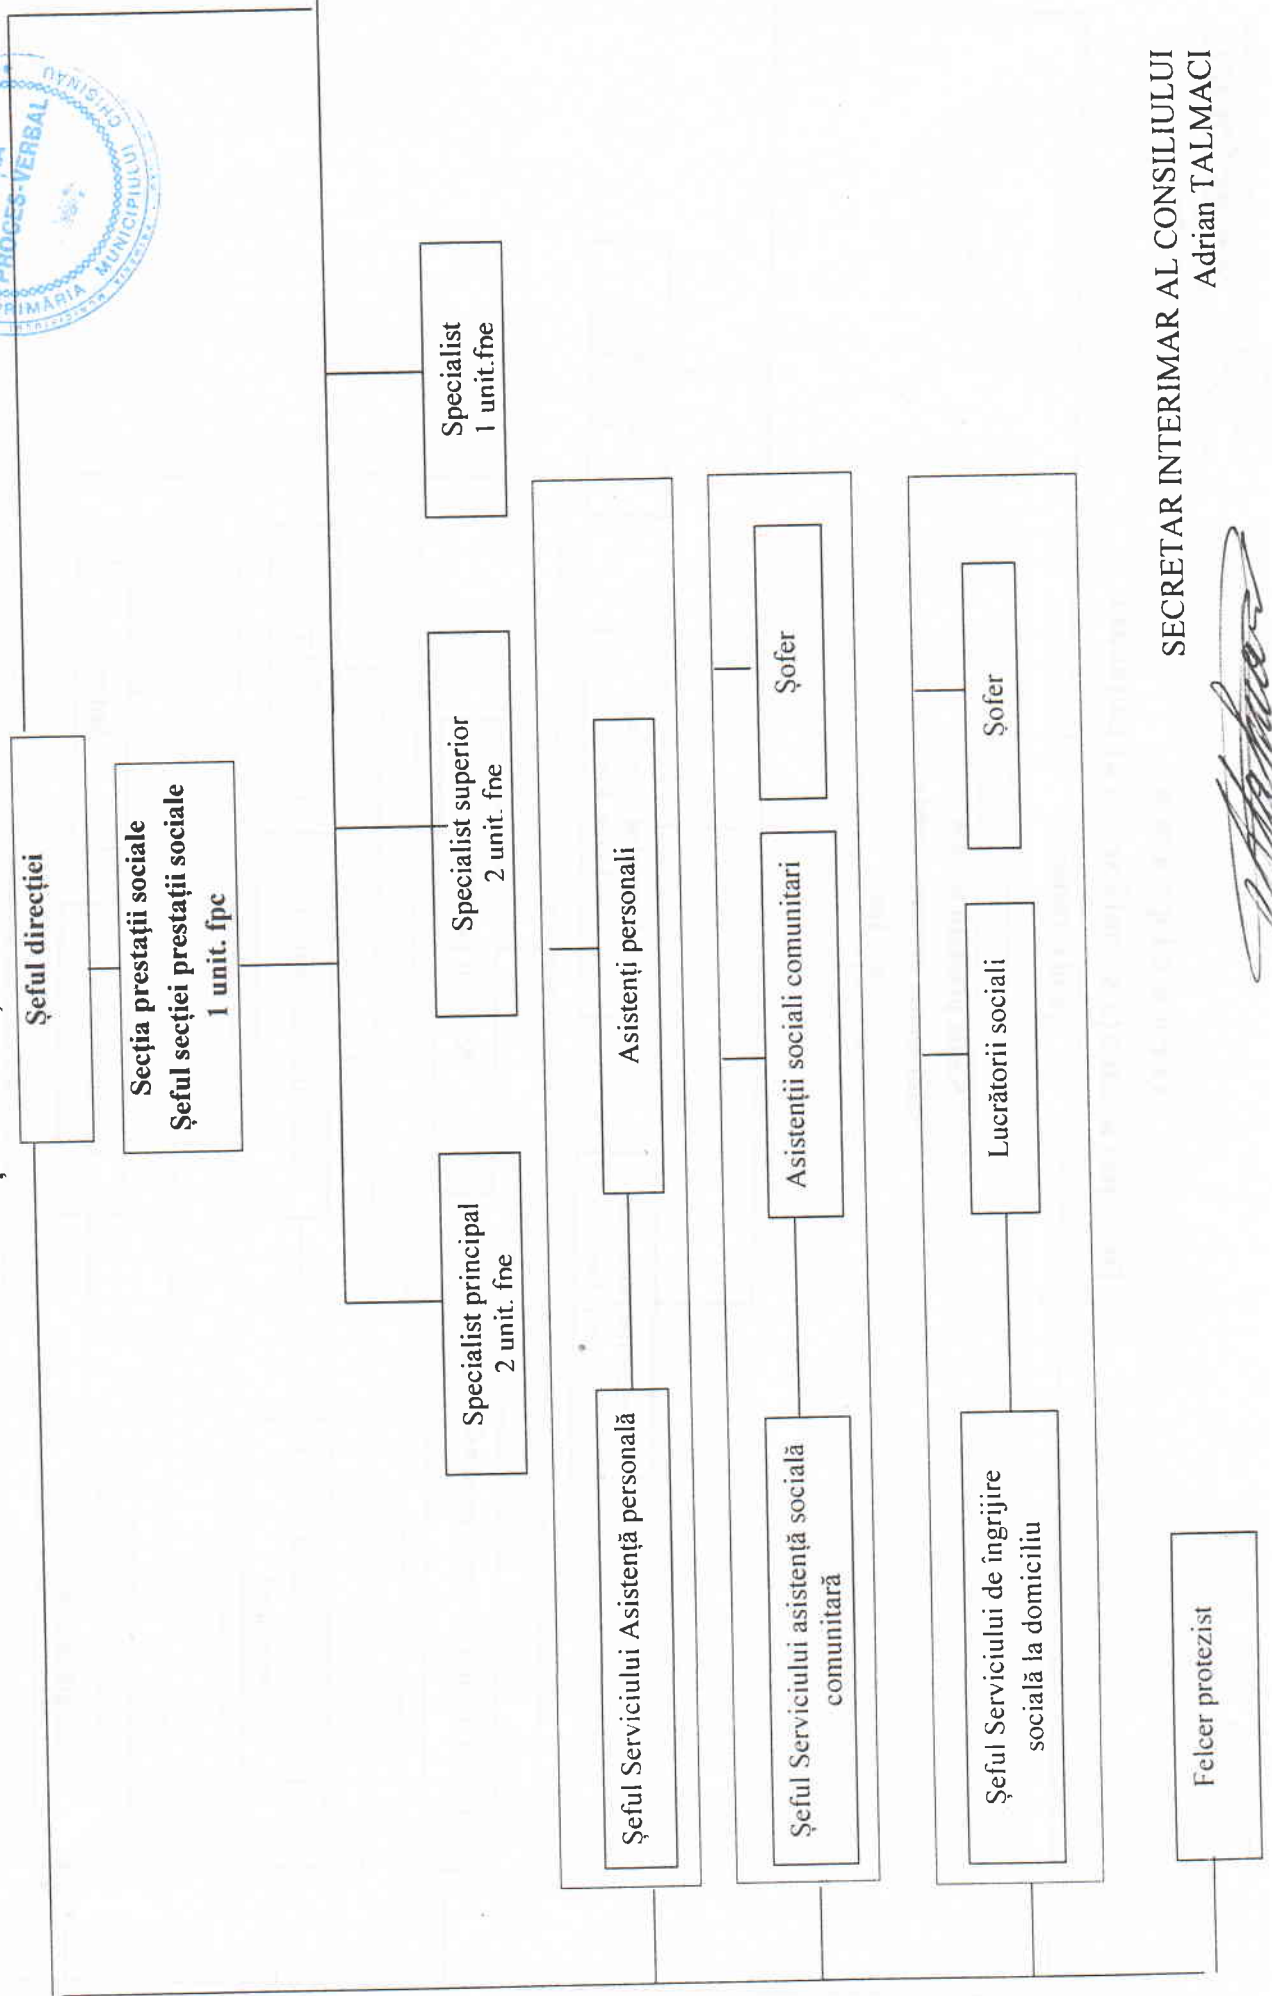 Șeful direcției
Secția prestații sociale
Șeful secției prestații sociale
1 unit. fpc
Specialist principal
2 unit. fne
Specialist superior
2 unit. fne
Specialist
1 unit.fne
Șeful Serviciului Asistență personală
Asistenți personali
Șeful Serviciului asistență socială
comunitară
Asistenții sociali comunitari
Șofer
Șeful Serviciului de îngrijire
socială la domiciliu
Lucrătorii sociali
Șofer
Felcer protezist
SECRETAR INTERIMAR AL CONSILIULUI
Adrian TALMACI
PROCES-VERBAL
PRIMĂRIA MUNICIPIULUI CHIȘINĂU